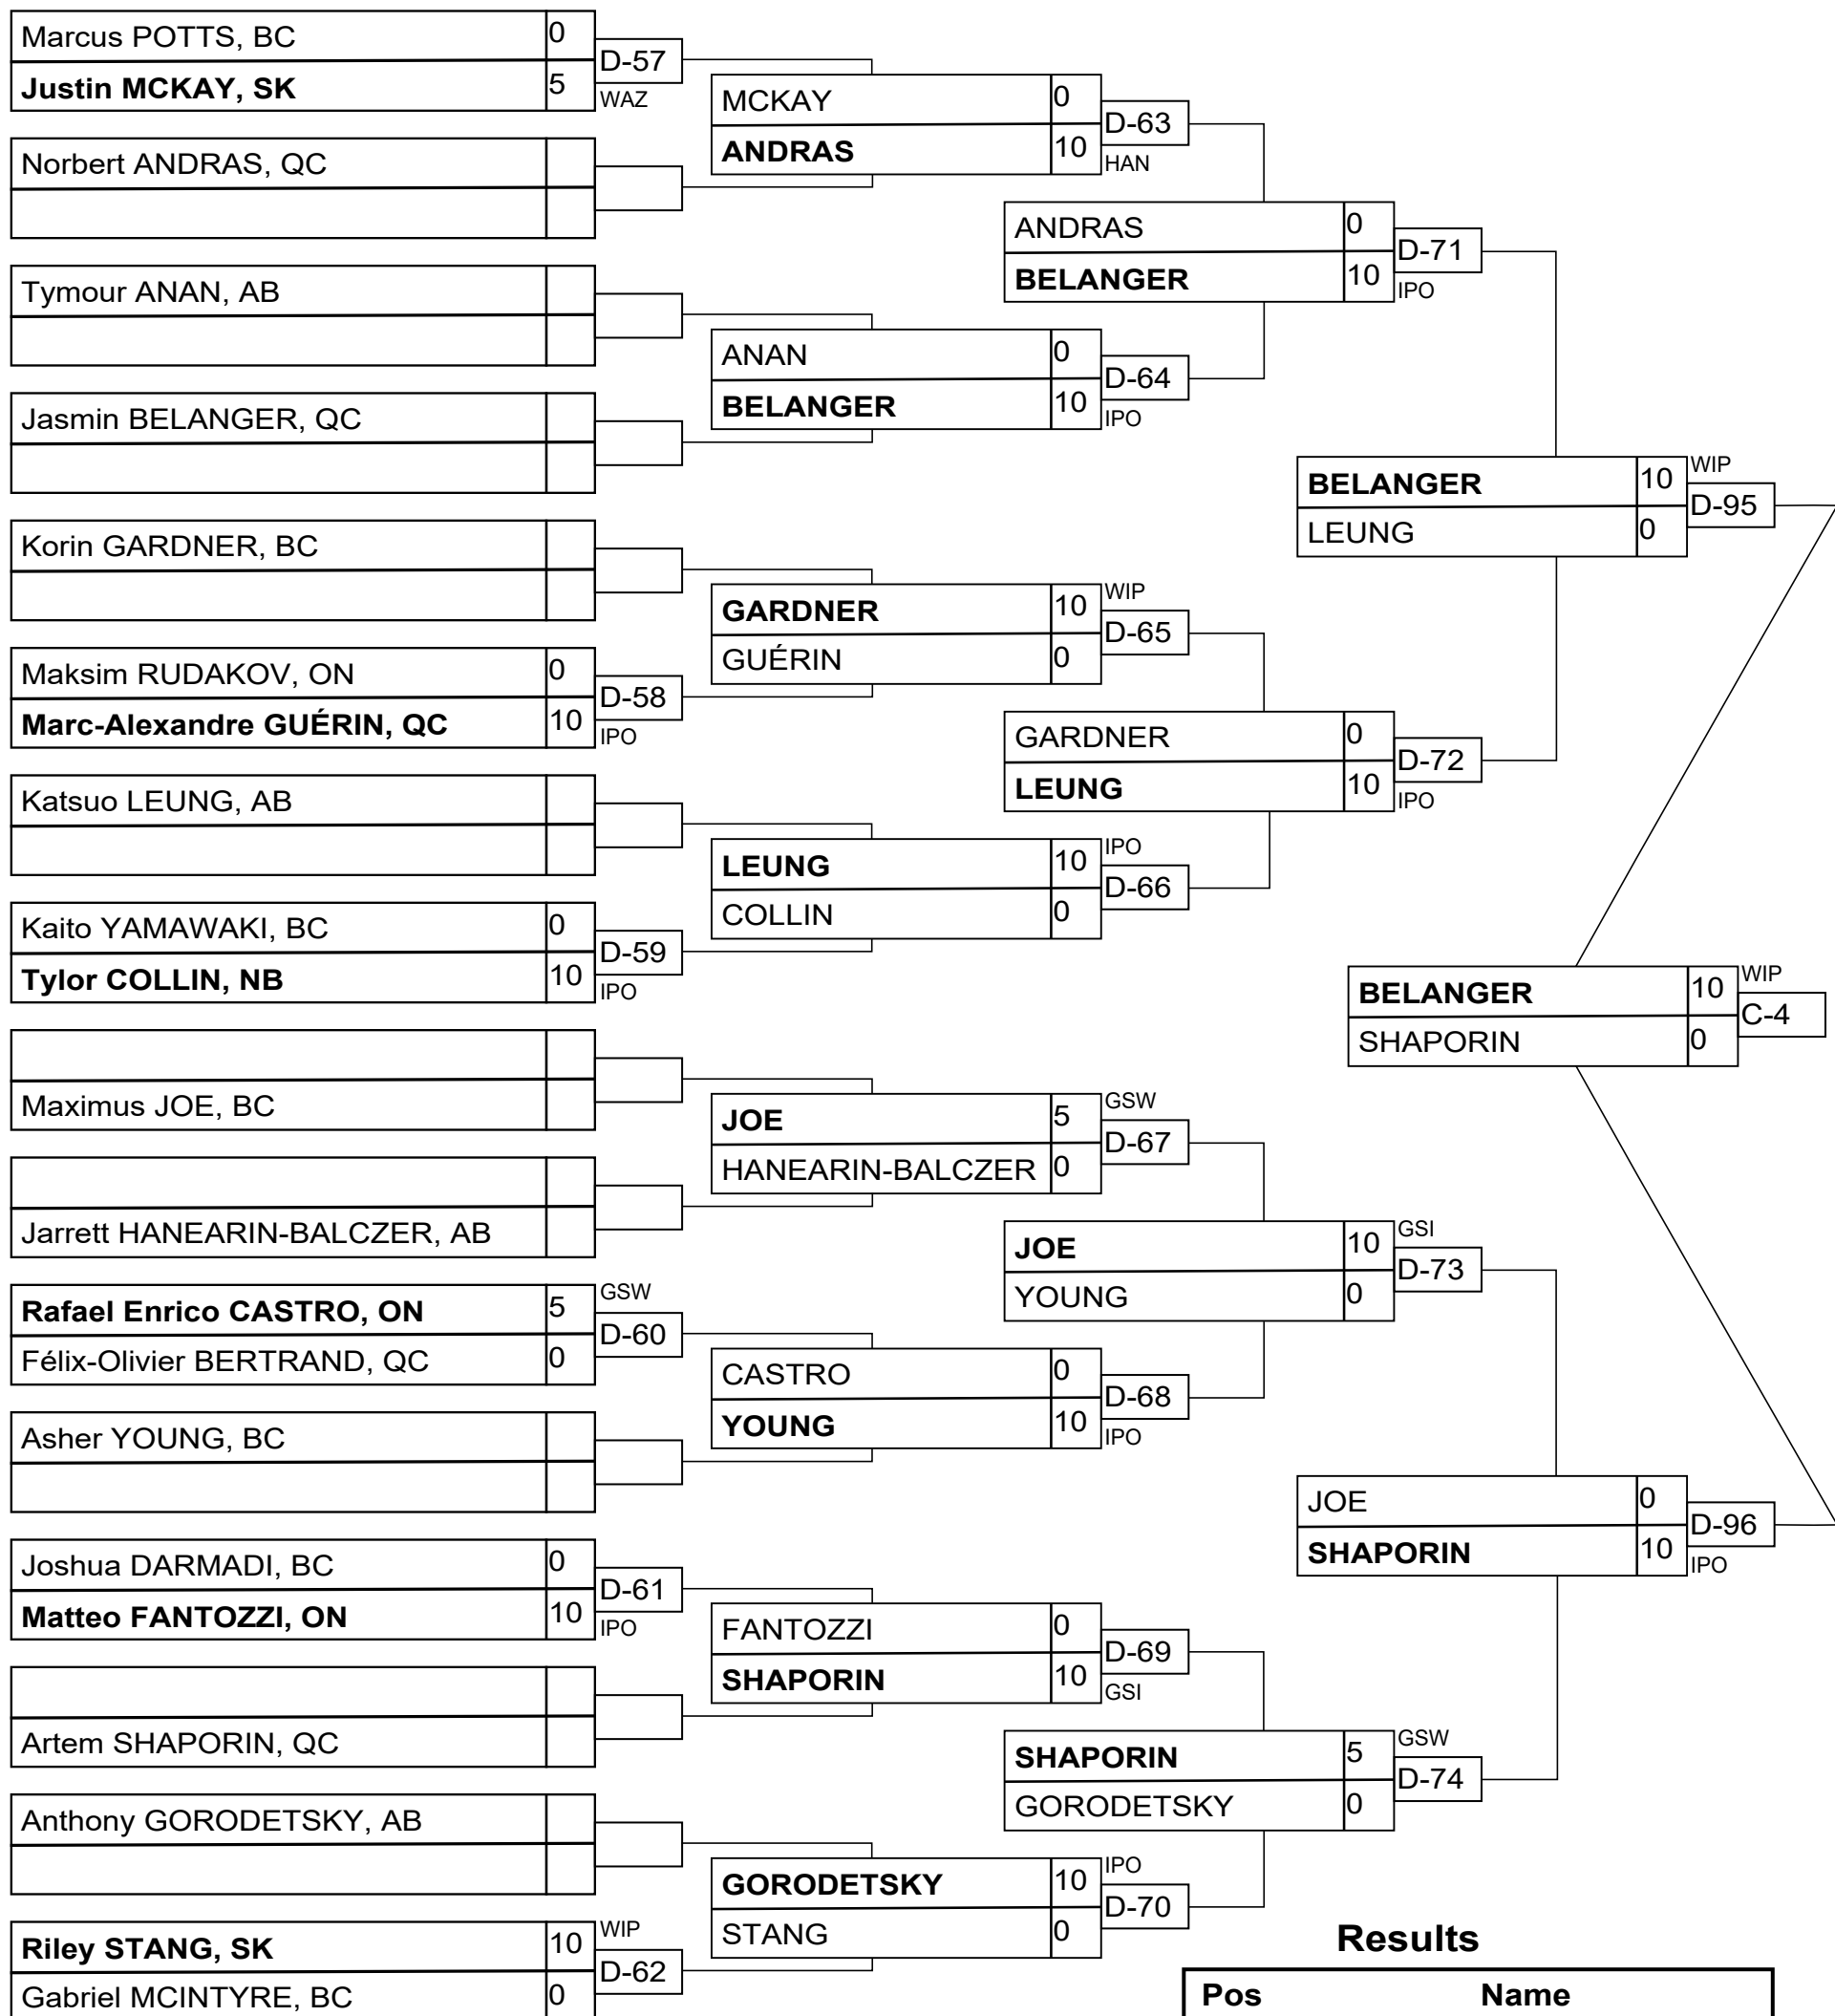 Marcus POTTS, BC 0
D-57
Justin MCKAY, SK 5
WAZ
Norbert ANDRAS, QC
Tymour ANAN, AB
Jasmin BELANGER, QC
Korin GARDNER, BC
Maksim RUDAKOV, ON 0
D-58
Marc-Alexandre GUÉRIN, QC 10
IPO
Katsuo LEUNG, AB
Kaito YAMAWAKI, BC 0
D-59
Tylor COLLIN, NB 10
IPO
Maximus JOE, BC
Jarrett HANEARIN-BALCZER, AB
GSW
Rafael Enrico CASTRO, ON 5
D-60
Félix-Olivier BERTRAND, QC 0
Asher YOUNG, BC
Joshua DARMADI, BC 0
D-61
Matteo FANTOZZI, ON 10
IPO
Artem SHAPORIN, QC
Anthony GORODETSKY, AB
WIP
Riley STANG, SK 10
D-62
Gabriel MCINTYRE, BC 0
MCKAY 0
D-63
ANDRAS 10
HAN
ANAN 0
D-64
BELANGER 10
IPO
WIP
GARDNER 10
D-65
GUÉRIN 0
IPO
LEUNG 10
D-66
COLLIN 0
GSW
JOE 5
D-67
HANEARIN-BALCZER 0
CASTRO 0
D-68
YOUNG 10
IPO
FANTOZZI 0
D-69
SHAPORIN 10
GSI
IPO
GORODETSKY 10
D-70
STANG 0
ANDRAS 0
D-71
BELANGER 10
IPO
GARDNER 0
D-72
LEUNG 10
IPO
GSI
JOE 10
D-73
YOUNG 0
GSW
SHAPORIN 5
D-74
GORODETSKY 0
WIP
BELANGER 10
D-95
LEUNG 0
JOE 0
D-96
SHAPORIN 10
IPO
WIP
BELANGER 10
C-4
SHAPORIN 0
Results
Pos Name